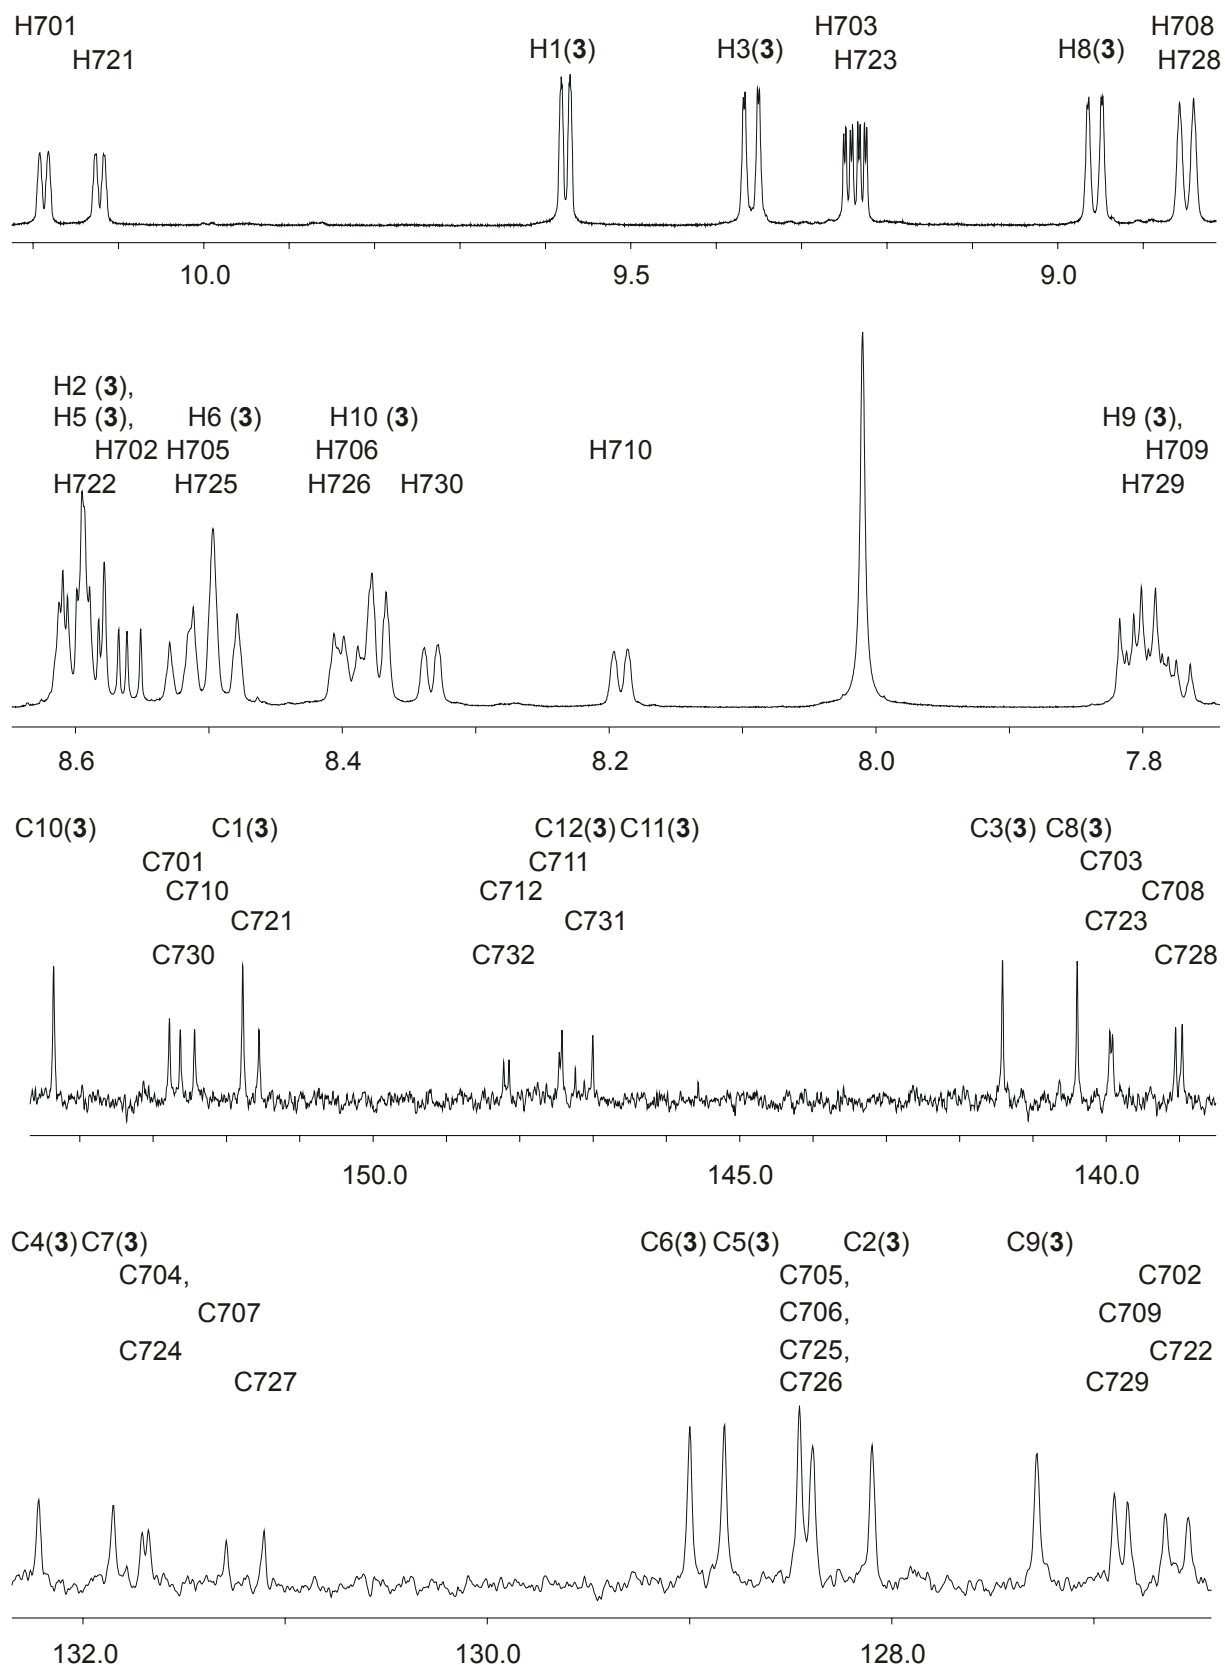 H701 H703 H708
H1(3) H3(3) H8(3)
H721 H723 H728
10.0 9.5 9.0
H2 (3),
H5 (3), H6 (3) H10 (3) H9 (3),
H702 H705 H706 H710 H709
H722 H725 H726 H730 H729
8.6 8.4 8.2 8.0 7.8
C10(3) C1(3) C12(3) C11(3) C3(3) C8(3)
C701 C711 C703
C710 C712 C708
C721 C731 C723
C730 C732 C728
150.0 145.0 140.0
C4(3) C7(3) C6(3) C5(3) C2(3) C9(3)
C704, C705, C702
C707 C706, C709
C724 C725, C722
C727 C726 C729
132.0 130.0 128.0